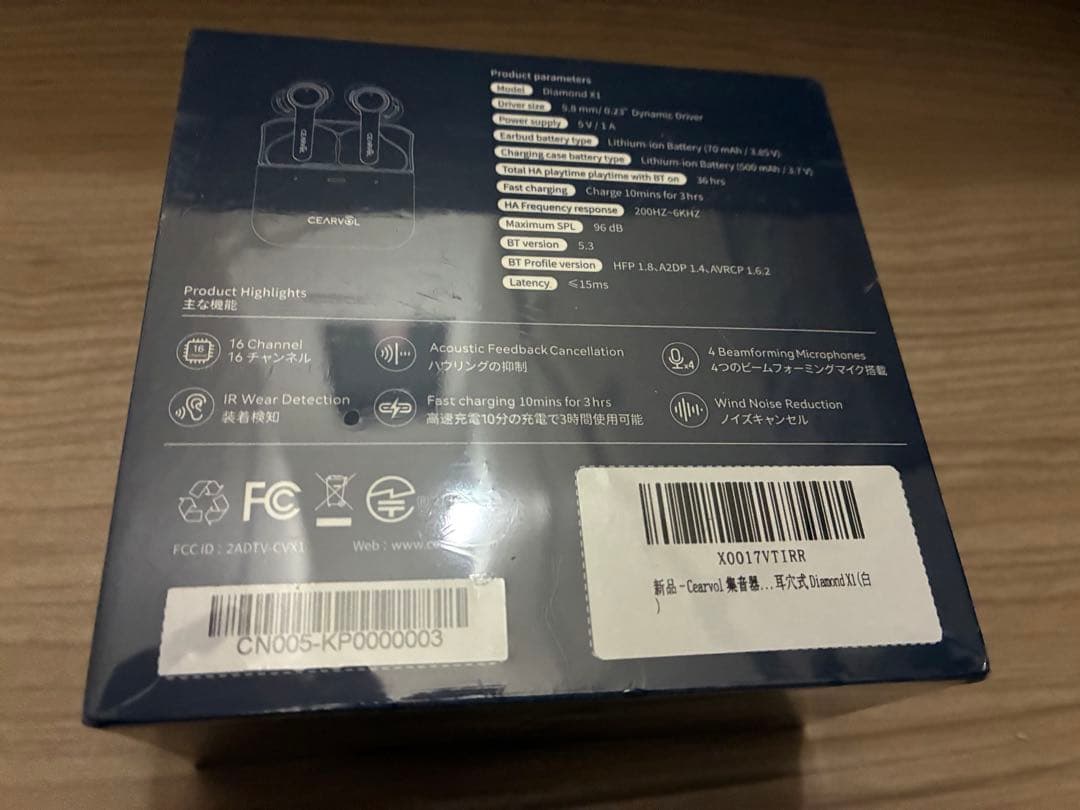 CEARVOL
CEARVOL
CEARVOL
Product parameters
Model Diamond X1
Driver size 5.8 mm/ 0.23" Dynamic Driver
Power supply 5V / 1 A
Earbud battery type Lithium-ion Battery (70 mAh / 3.85V)
Charging case battery type Lithium-ion Battery (500 mAh / 3.7 V)
Total HA playtime playtime with BT on 36 hrs
Fast charging Charge 10mins for 3hrs
HA Frequency response 200HZ~6KHZ
Maximum SPL 96 dB
BT version 5.3
BT Profile version HFP 1.8、A2DP 1.4、AVRCP 1.6.2
Latency ≤15ms
Product Highlights
主な機能
16
16 Channel
16 チャンネル
Acoustic Feedback Cancellation
ハウリングの抑制
x4
4 Beamforming Microphones
4つのビームフォーミングマイク搭載
IR Wear Detection
装着検知
Fast charging 10mins for 3 hrs
高速充電10分の充電で3時間使用可能
Wind Noise Reduction
ノイズキャンセル
FC
FCC ID : 2ADTV-CVX1
Web : www.
CN005-KP0000003
X0017VTIRR
新品 - Cearvol 集音器... 耳穴式 Diamond X1 (白
)